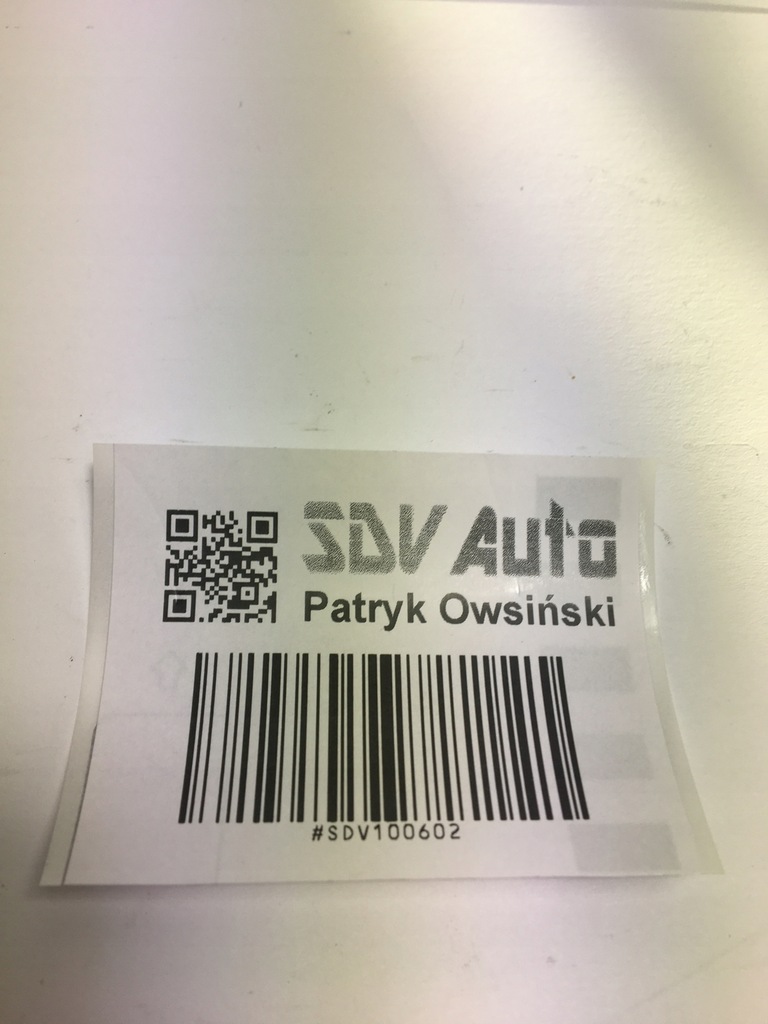 SDV Auto
Patryk Owsiński
#SDV100602